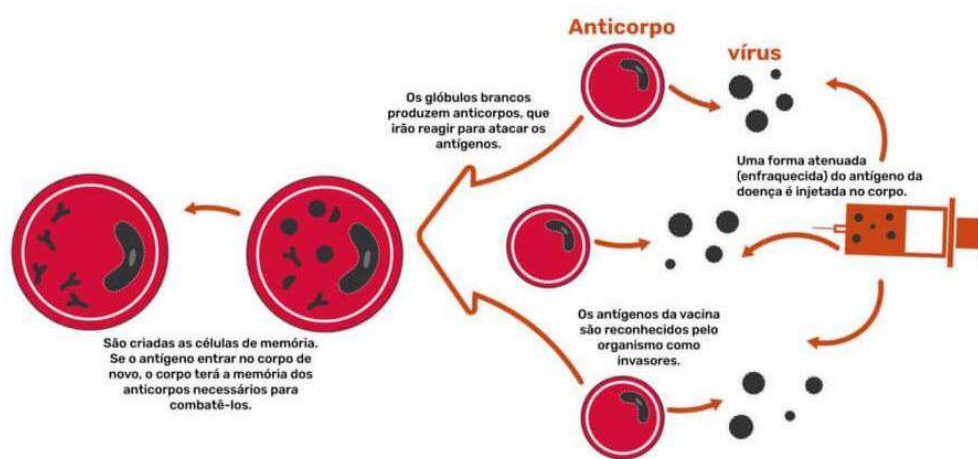 Anticorpo
vírus
Os glóbulos brancos
produzem anticorpos, que
irão reagir para atacar os
antígenos.
Uma forma atenuada
(enfraquecida) do antígeno da
doença é injetada no corpo.
Os antígenos da vacina
são reconhecidos pelo
organismo como
invasores.
São criadas as células de memória.
Se o antígeno entrar no corpo de
novo, o corpo terá a memória dos
anticorpos necessários para
combatê-los.